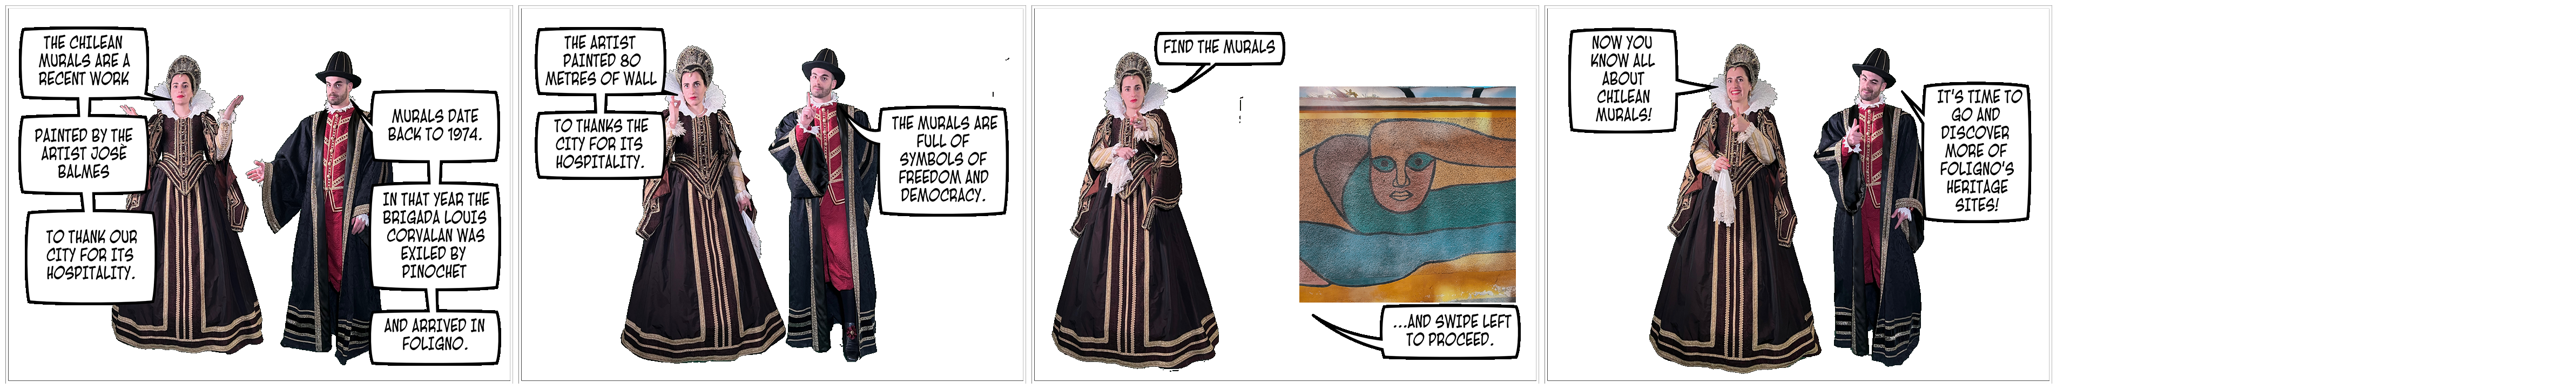 THE CHILEAN
MURALS ARE A
RECENT WORK
PAINTED BY THE
ARTIST JOSÈ
BALMES
TO THANK OUR
CITY FOR ITS
HOSPITALITY.
MURALS DATE
BACK TO 1974.
IN THAT YEAR THE
BRIGADA LOUIS
CORVALAN WAS
EXILED BY
PINOCHET
AND ARRIVED IN
FOLIGNO.
THE ARTIST
PAINTED 80
METRES OF WALL
TO THANKS THE
CITY FOR ITS
HOSPITALITY.
THE MURALS ARE
FULL OF
SYMBOLS OF
FREEDOM AND
DEMOCRACY.
FIND THE MURALS
...AND SWIPE LEFT
TO PROCEED.
NOW YOU
KNOW ALL
ABOUT
CHILEAN
MURALS!
IT'S TIME TO
GO AND
DISCOVER
MORE OF
FOLIGNO'S
HERITAGE
SITES!